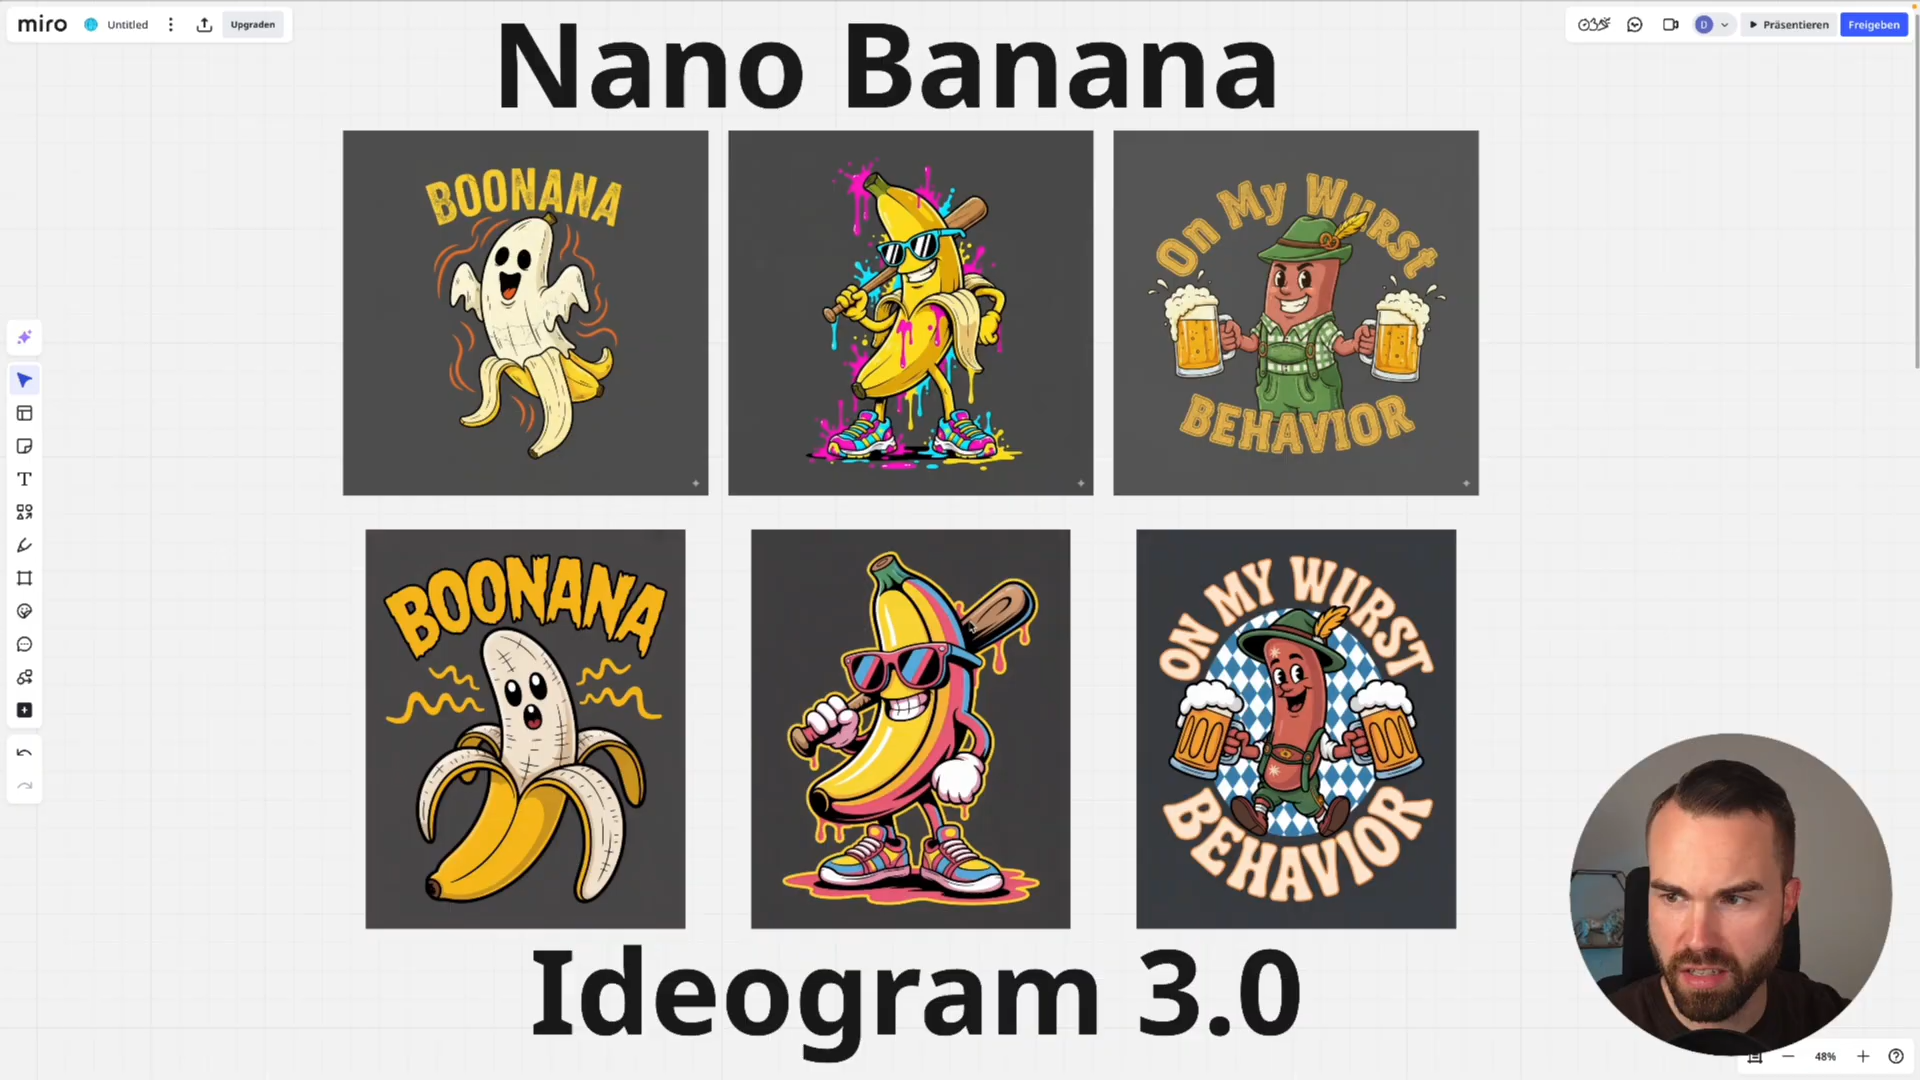 miro
Untitled
Upgraden
D
Präsentieren
Freigeben
Nano Banana
BOONANA
On My Wurst
BEHAVIOR
BOONANA
ON MY WURST
BEHAVIOR
Ideogram 3.0
48%